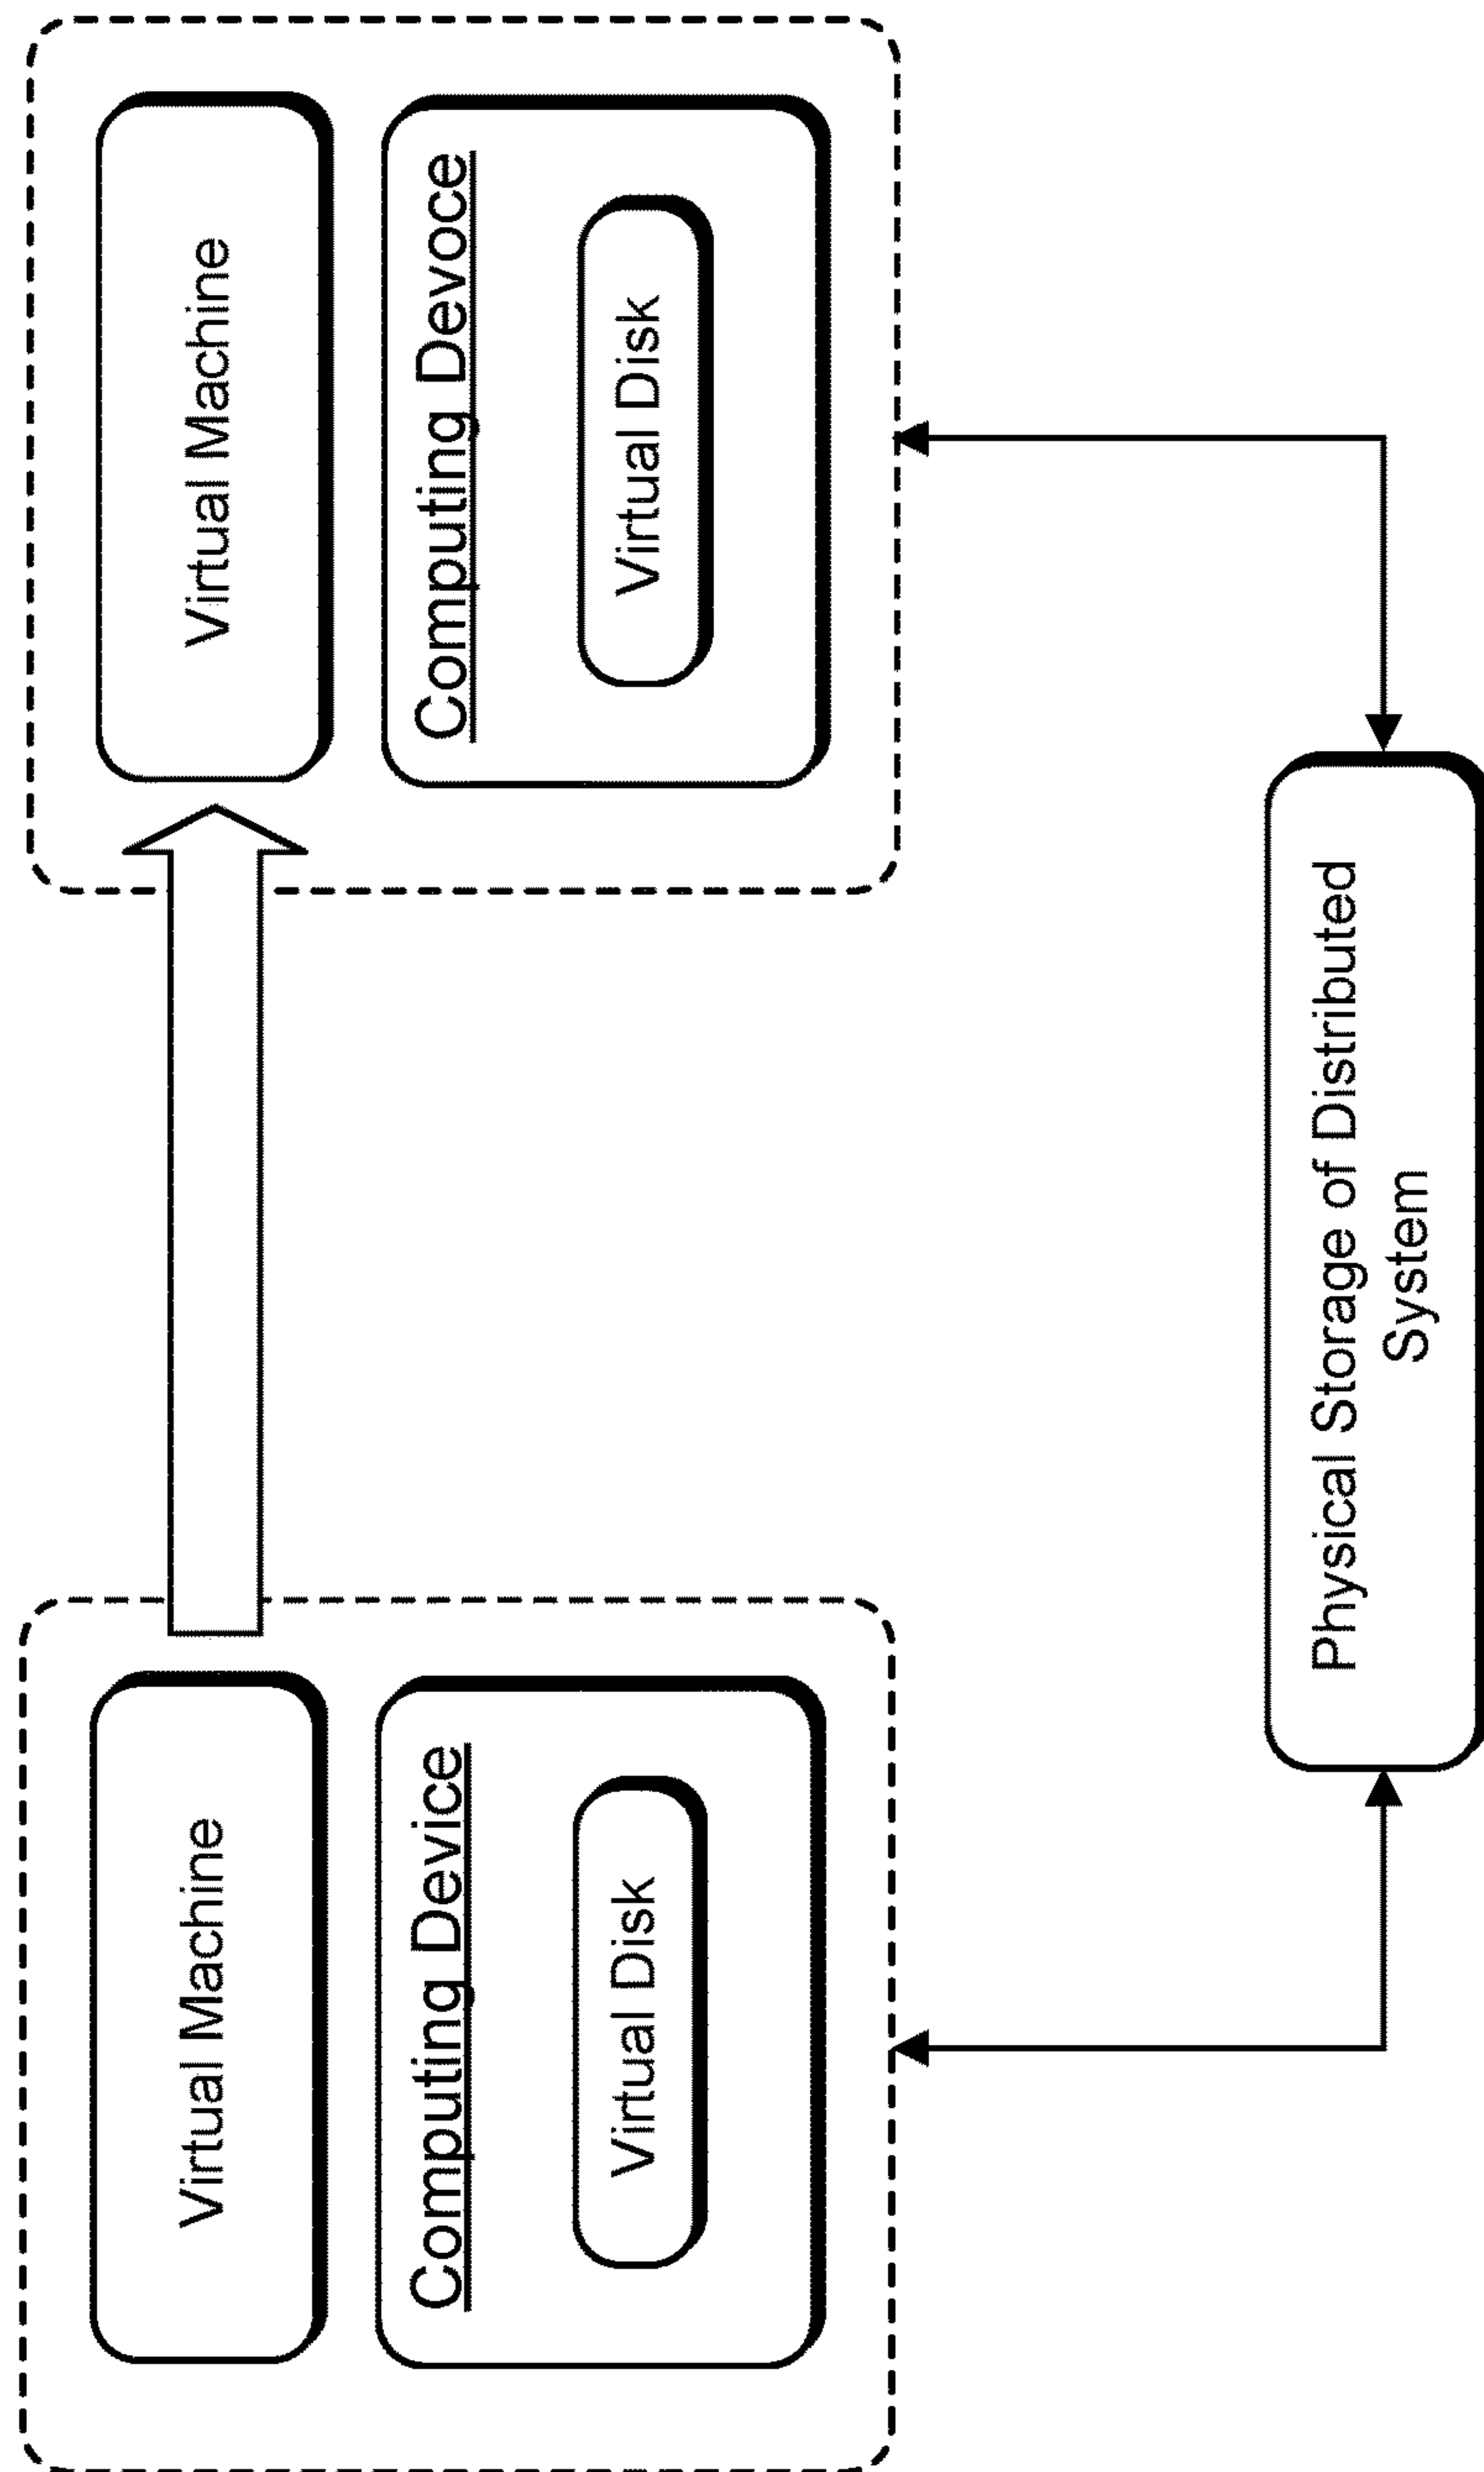 Virtual Machine
Computing Device
Virtual Disk
Virtual Machine
Computing Devoce
Virtual Disk
Physical Storage of Distributed
System